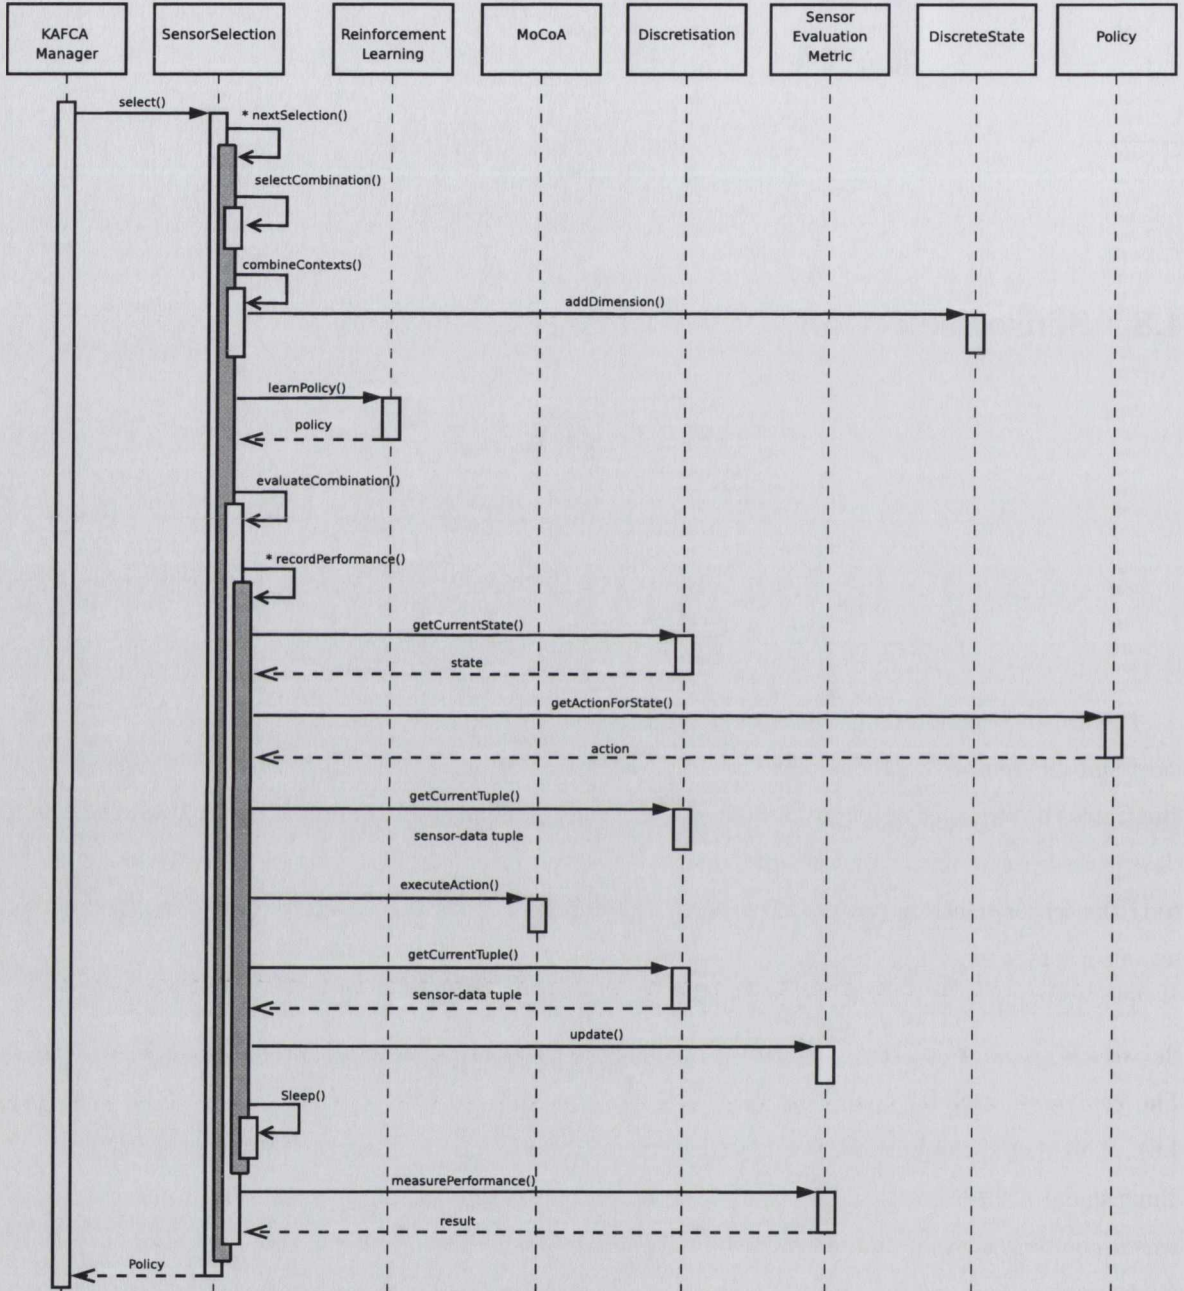 KAFCA
Manager
SensorSelection
Reinforcement
Learning
MoCoA
Discretisation
Sensor
Evaluation
Metric
DiscreteState
Policy
select()
* nextSelection()
selectCombination()
combineContexts()
addDimension()
learnPolicy()
policy
evaluateCombination()
* recordPerformance()
getCurrentState()
state
getActionForState()
action
getCurrentTuple()
sensor-data tuple
executeAction()
getCurrentTuple()
sensor-data tuple
update()
Sleep()
measurePerformance()
result
Policy